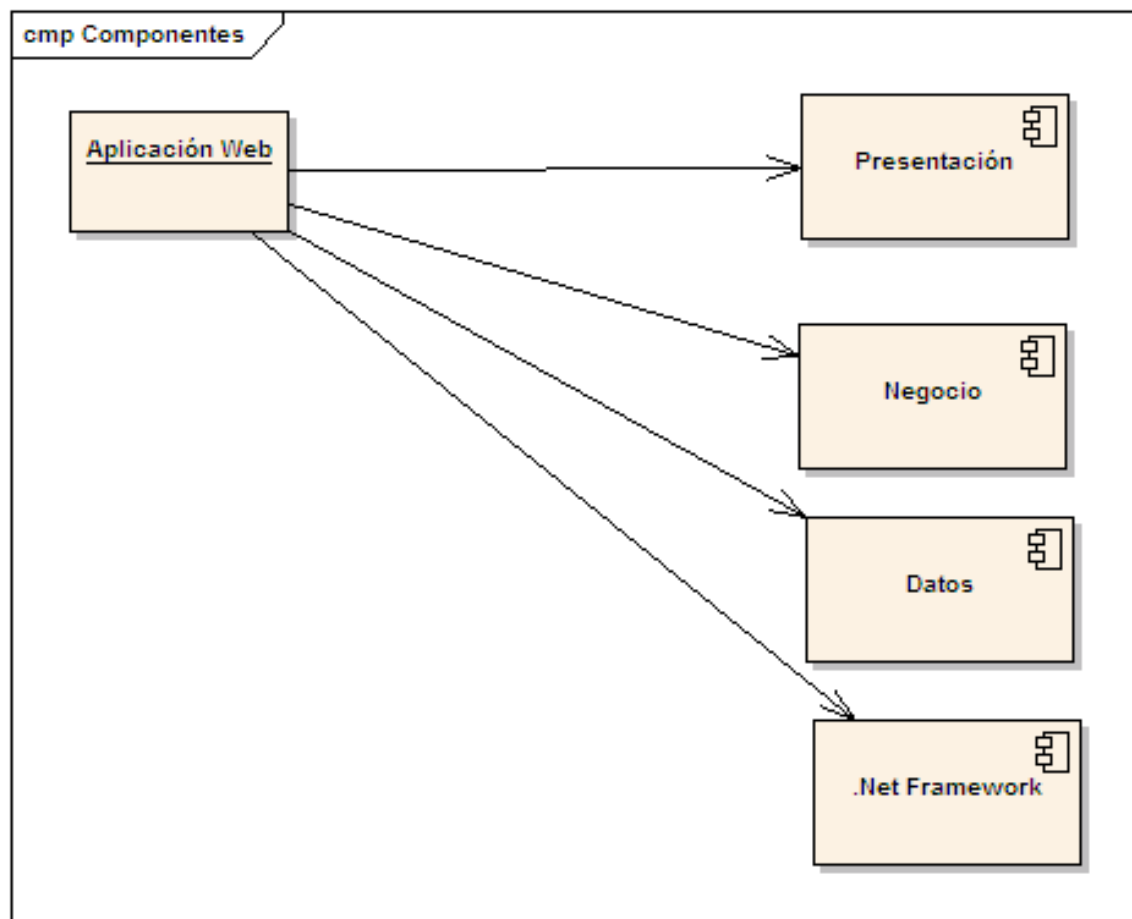 cmp Componentes
Aplicación Web
Presentación
Negocio
Datos
.Net Framework